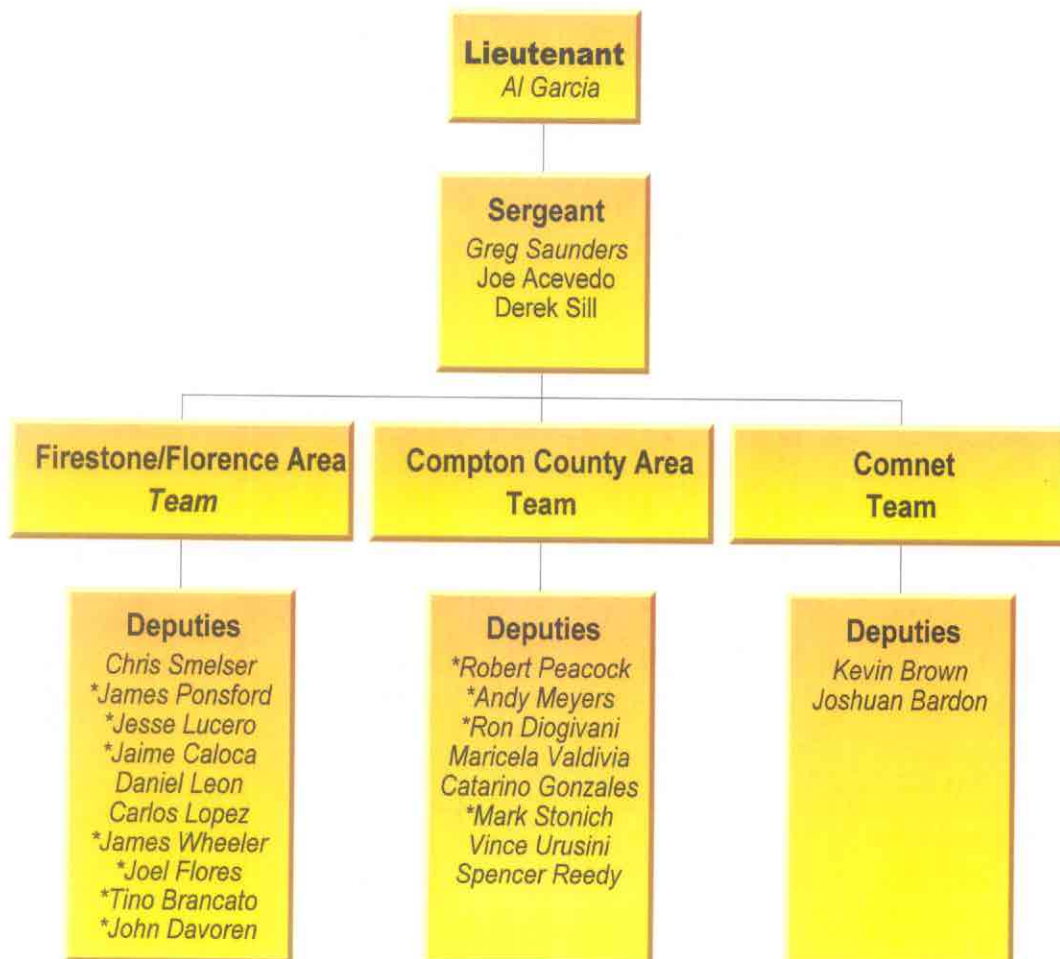 Lieutenant
Al Garcia
Sergeant
Greg Saunders
Joe Acevedo
Derek Sill
Firestone/Florence Area
Team
Compton County Area
Team
Comnet
Team
Deputies
Chris Smelser
*James Ponsford
*Jesse Lucero
*Jaime Caloca
Daniel Leon
Carlos Lopez
*James Wheeler
*Joel Flores
*Tino Brancato
*John Davoren
Deputies
*Robert Peacock
*Andy Meyers
*Ron Diogivani
Maricela Valdivia
Catarino Gonzales
*Mark Stonich
Vince Urusini
Spencer Reedy
Deputies
Kevin Brown
Joshuan Bardon